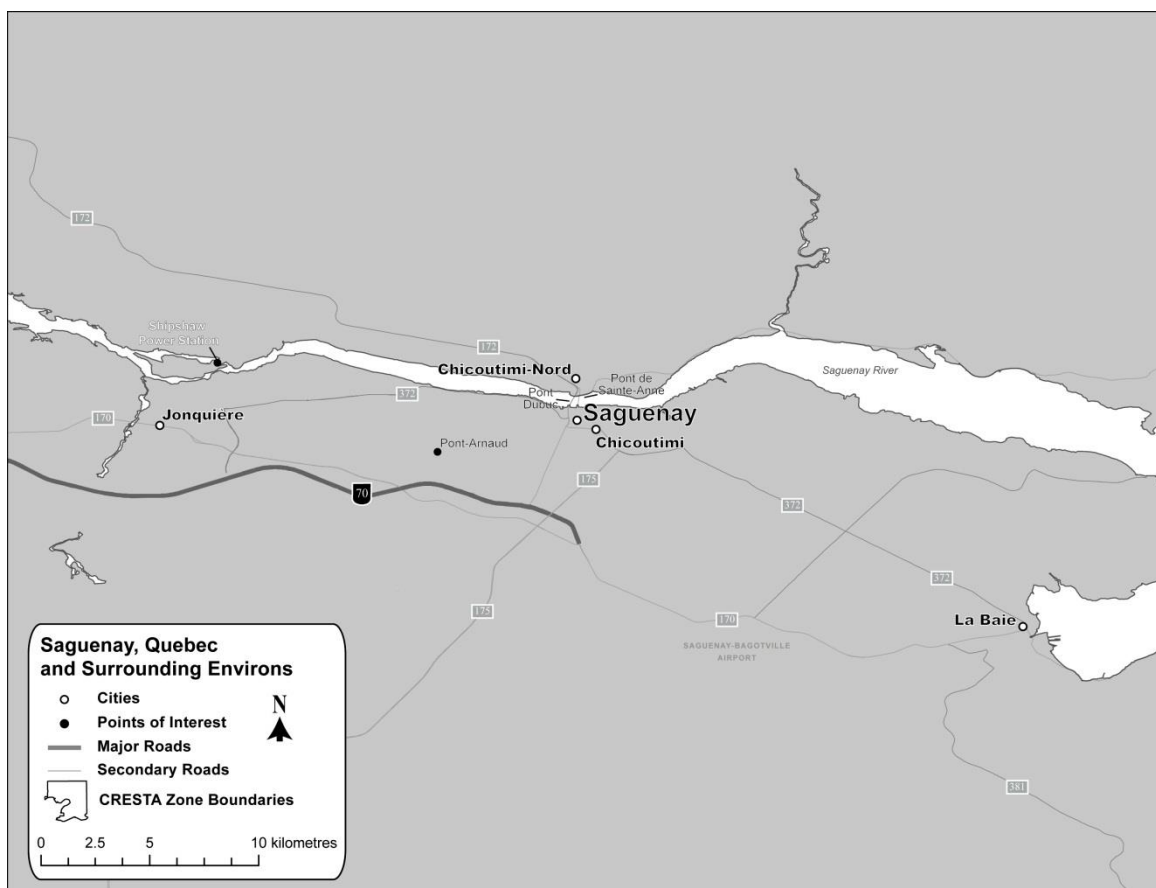 172
Shipshaw
Power Station
172
Chicoutimi-Nord
Pont de
Sainte-Anne
Pont
Dubuc
Saguenay River
372
170
Jonquière
Saguenay
Chicoutimi
Pont-Arnaud
70
175
372
372
175
170
La Baie
SAGUENAY-BAGOTVILLE
AIRPORT
381
Saguenay, Quebec
and Surrounding Environs
Cities
Points of Interest
Major Roads
Secondary Roads
CRESTA Zone Boundaries
N
0 2.5 5 10 kilometres